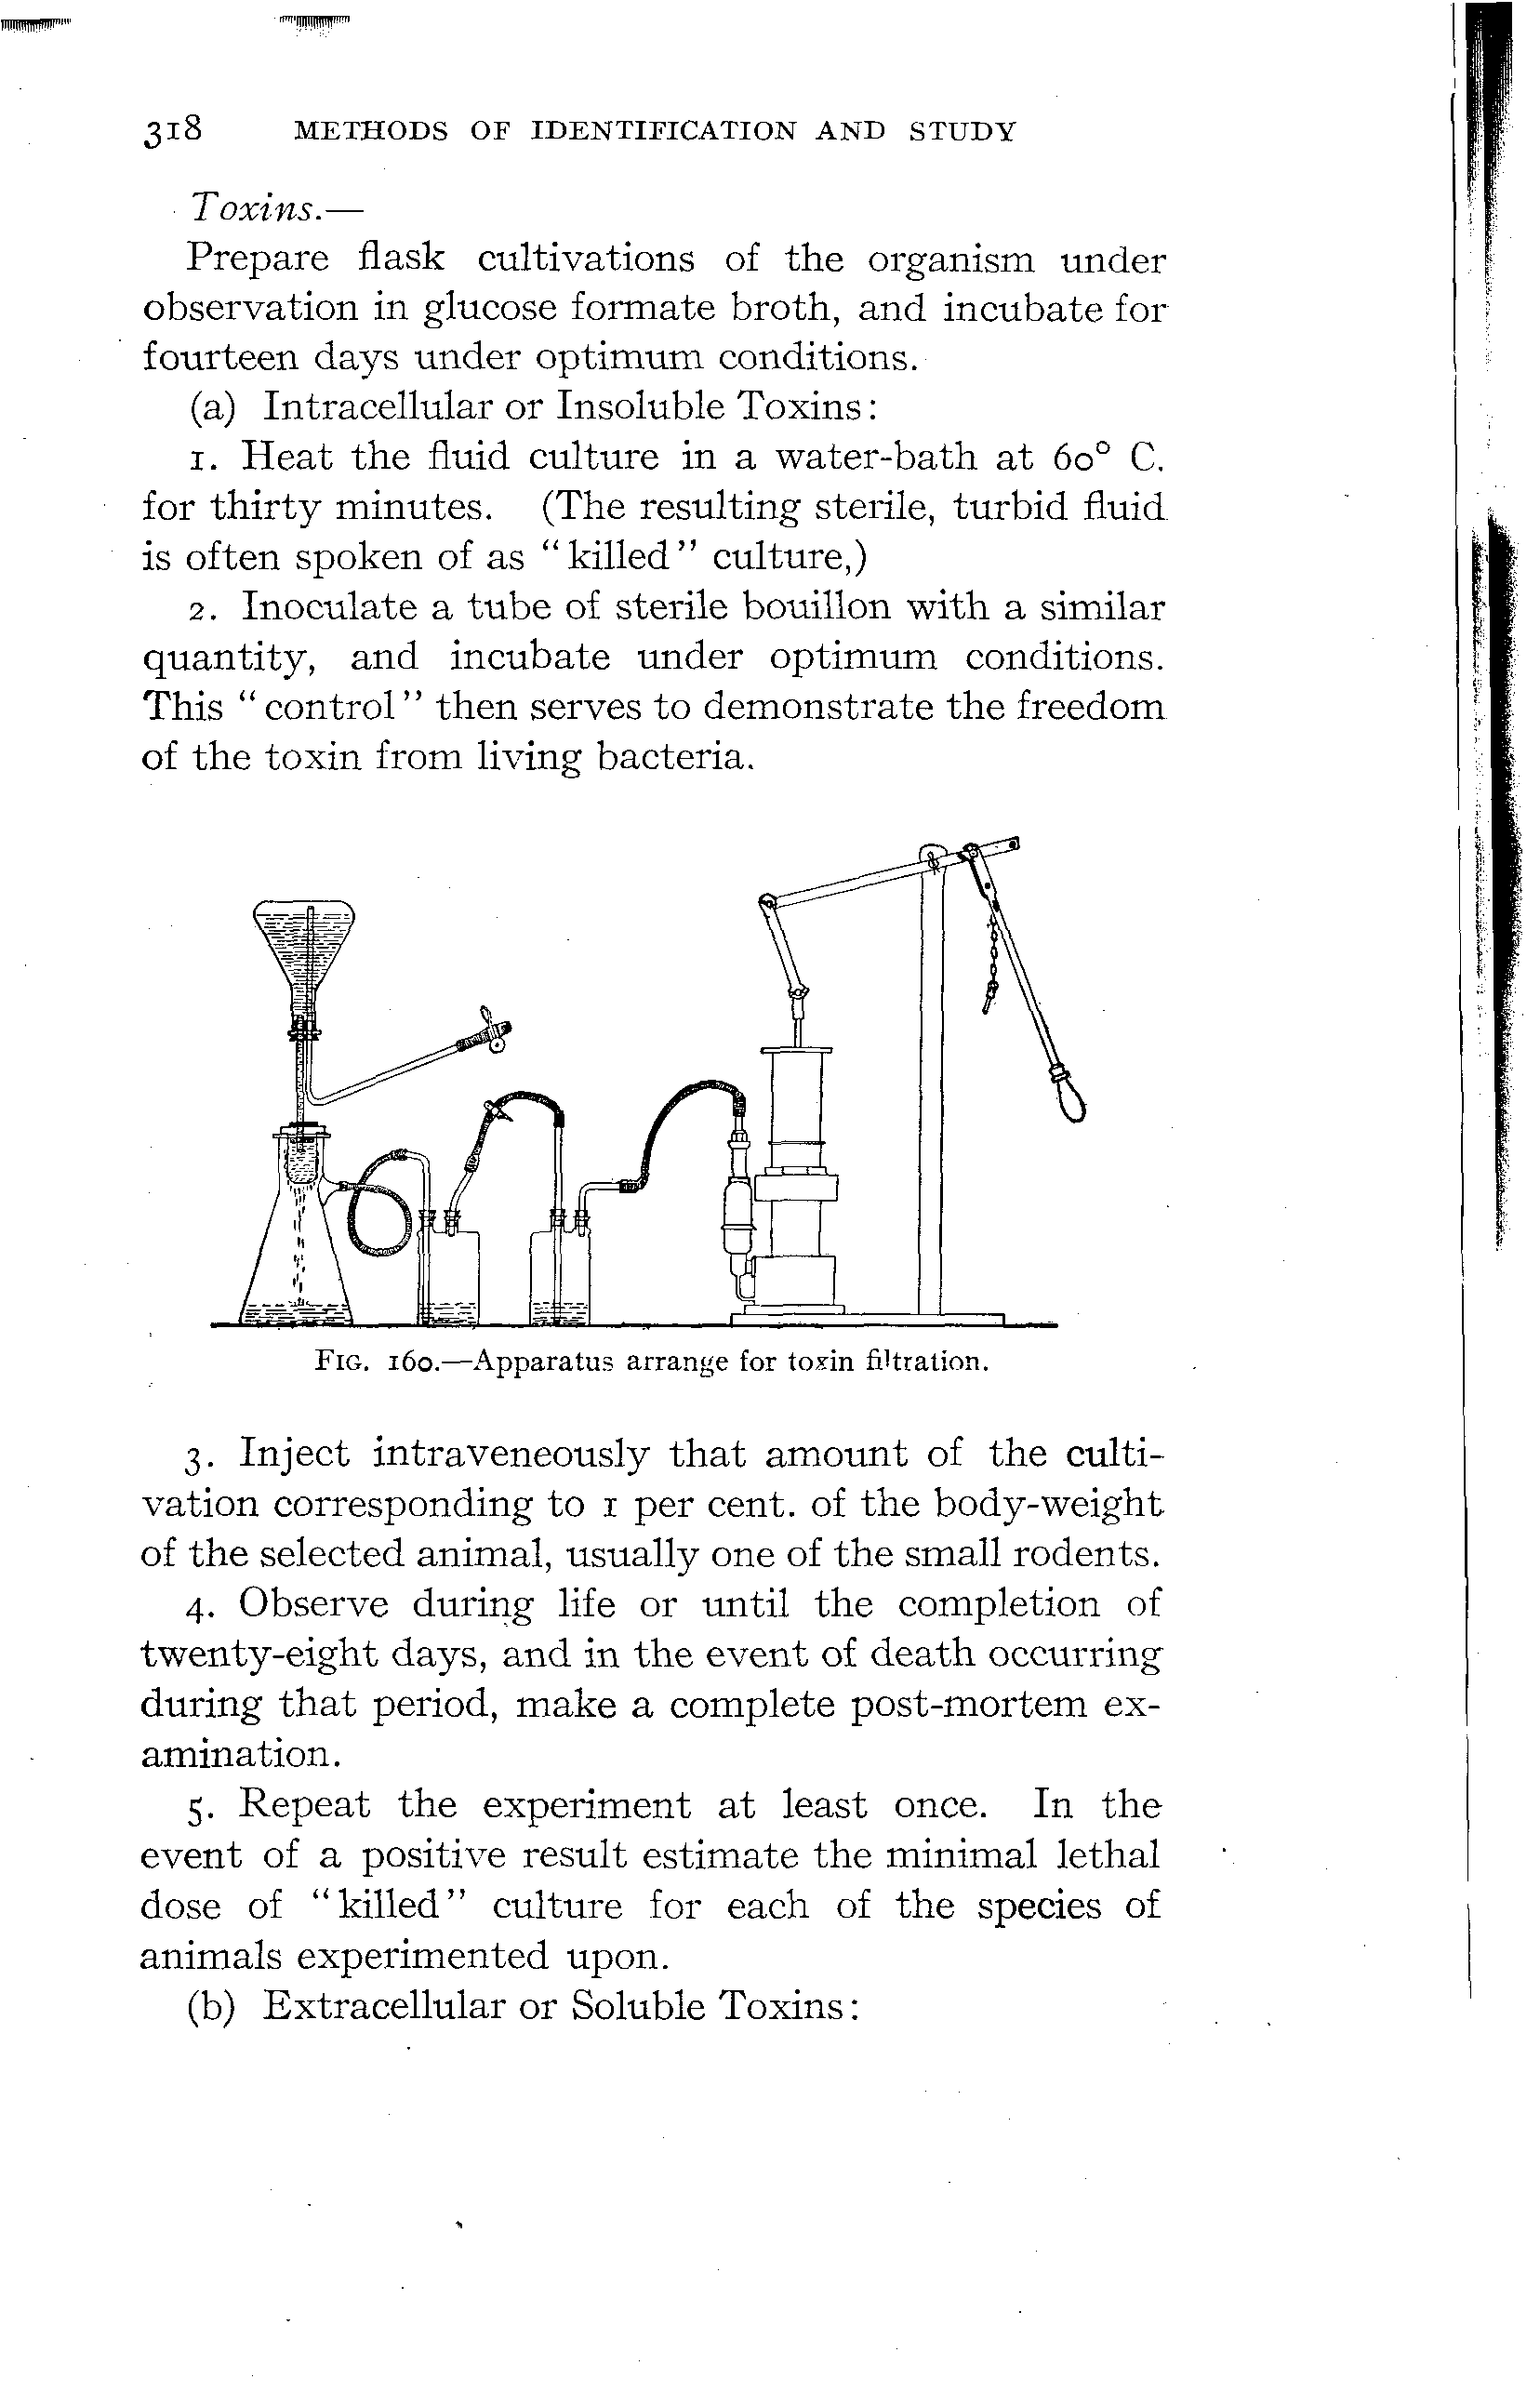 318 METHODS OF IDENTIFICATION AND STUDY
Toxins.—
Prepare flask cultivations of the organism under
observation in glucose formate broth, and incubate for
fourteen days under optimum conditions.
(a) Intracellular or Insoluble Toxins:
1. Heat the fluid culture in a water-bath at 60° C.
for thirty minutes. (The resulting sterile, turbid fluid
is often spoken of as "killed" culture,)
2. Inoculate a tube of sterile bouillon with a similar
quantity, and incubate under optimum conditions.
This "control" then serves to demonstrate the freedom
of the toxin from living bacteria.
FIG. 160.—Apparatus arrange for toxin filtration.
3. Inject intraveneously that amount of the culti-
vation corresponding to 1 per cent. of the body-weight
of the selected animal, usually one of the small rodents.
4. Observe during life or until the completion of
twenty-eight days, and in the event of death occurring
during that period, make a complete post-mortem ex-
amination.
5. Repeat the experiment at least once. In the
event of a positive result estimate the minimal lethal
dose of "killed" culture for each of the species of
animals experimented upon.
(b) Extracellular or Soluble Toxins: